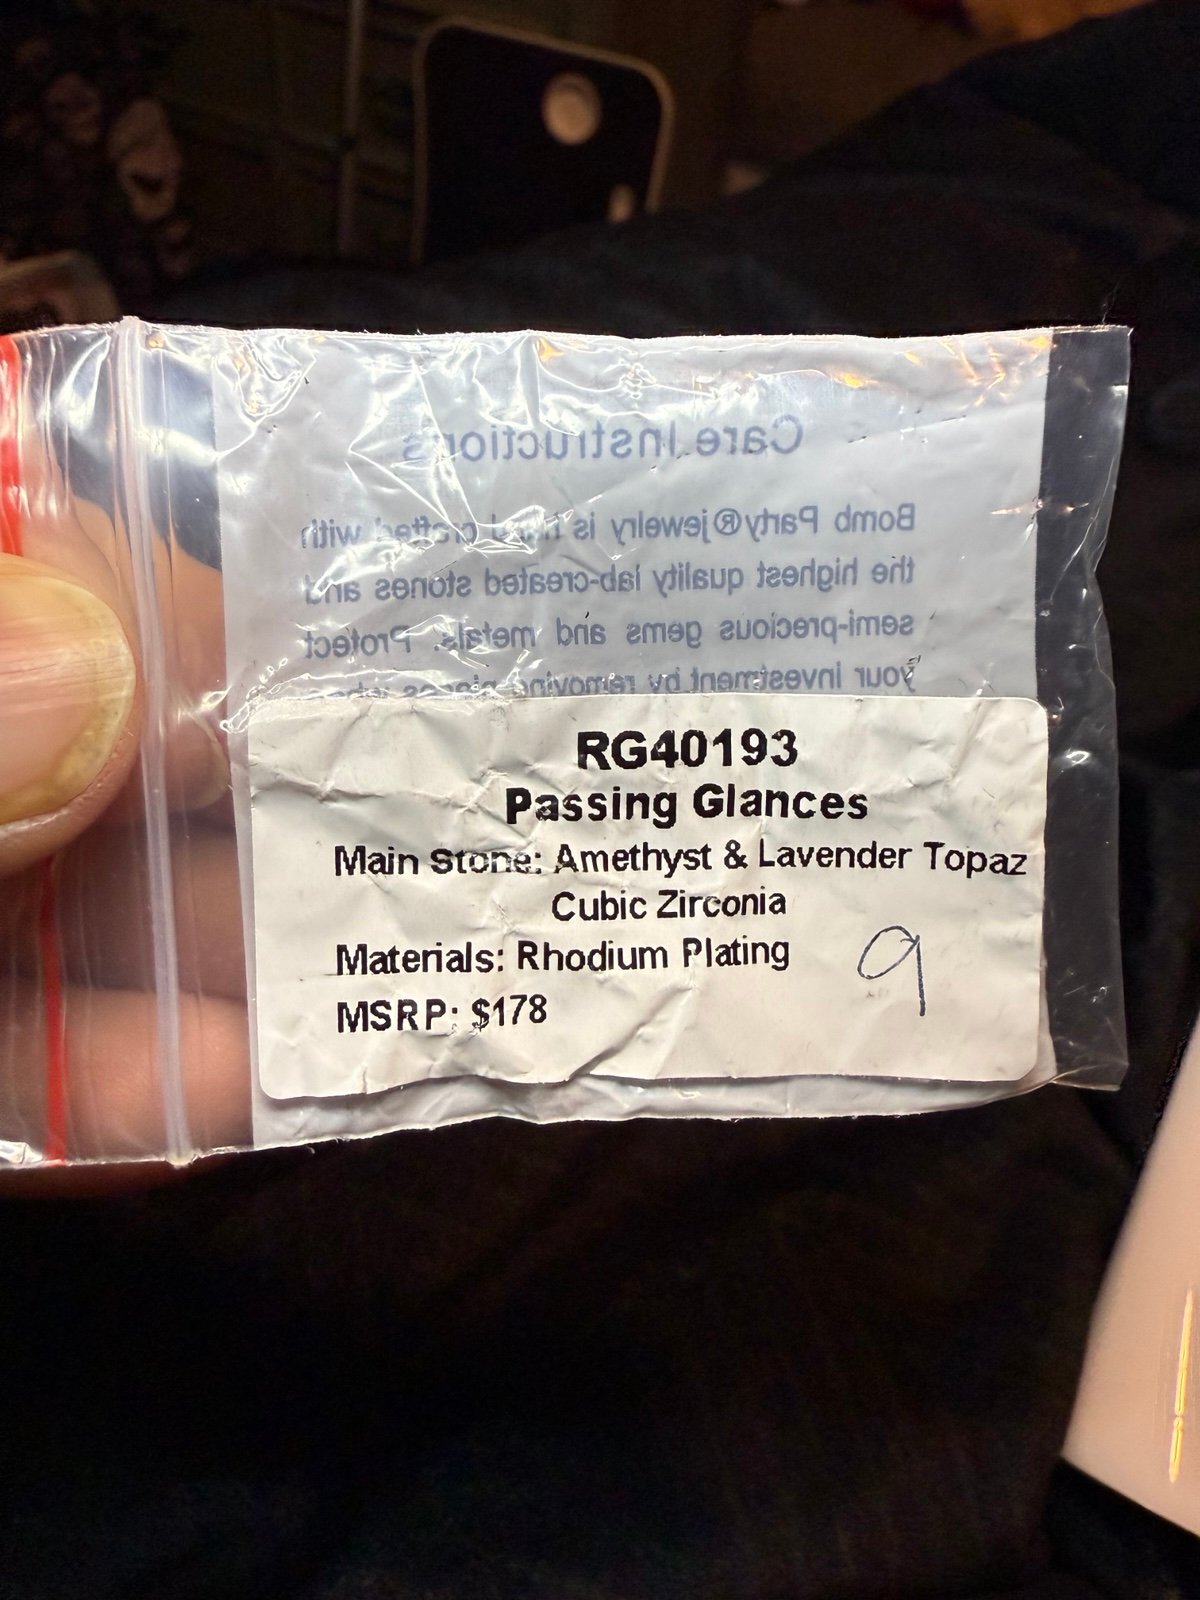 Care Instructions
Bomb Party®jewelry is hand crafted with
the highest quality lab-created stones and
semi-precious gems and metals. Protect
your investment by removing pieces when
RG40193
Passing Glances
Main Stone: Amethyst & Lavender Topaz
Cubic Zirconia
Materials: Rhodium Plating
9
MSRP: $178